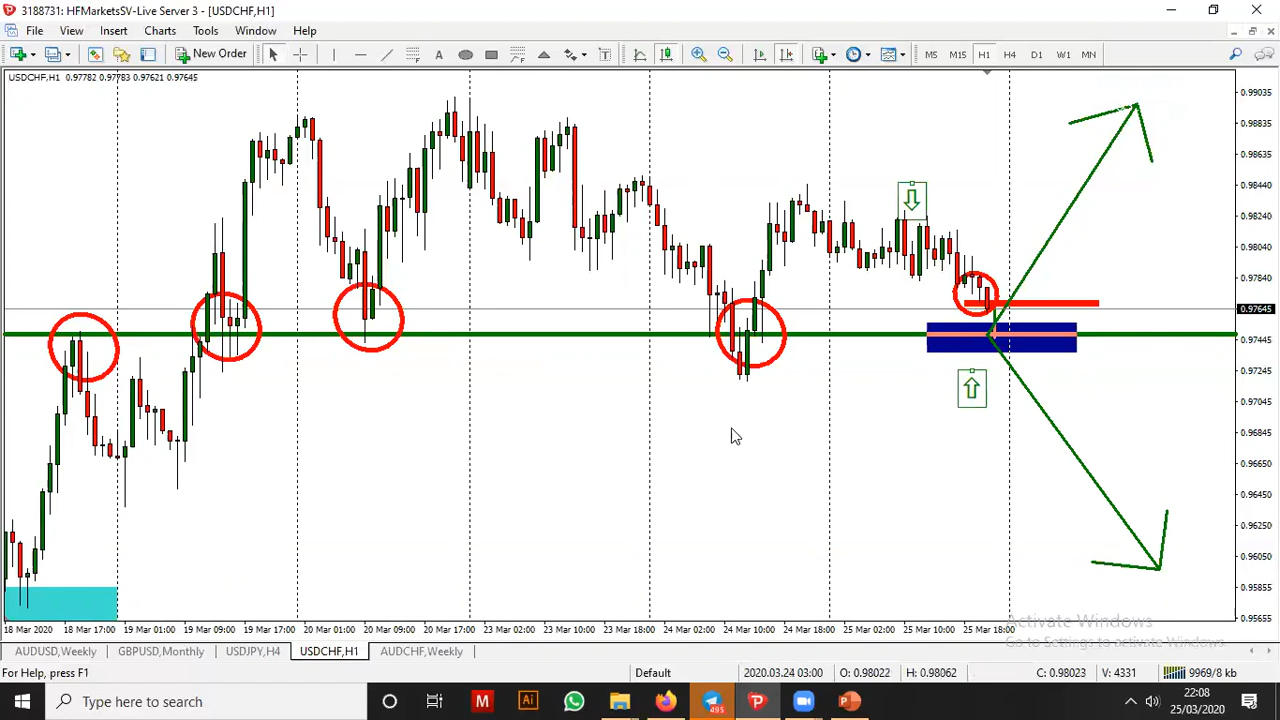 3188731: HFMarketsSV-Live Server 3 - [USDCHF,H1]
File View Insert Charts Tools Window Help
New Order A T M5 M15 H1 H4 D1 W1 MN
USDCHF,H1 0.97782 0.97783 0.97621 0.97645
0.99035
0.98835
0.98635
0.98440
0.98240
0.98040
0.97840
0.97645
0.97445
0.97245
0.97045
0.96845
0.96650
0.96450
0.96250
0.96050
0.95855
0.95655
18 Mar 2020 18 Mar 17:00 19 Mar 01:00 19 Mar 09:00 19 Mar 17:00 20 Mar 01:00 20 Mar 09:00 20 Mar 17:00 23 Mar 02:00 23 Mar 10:00 23 Mar 18:00 24 Mar 02:00 24 Mar 10:00 24 Mar 18:00 25 Mar 02:00 25 Mar 10:00 25 Mar 18:00
Activate Windows
Go to Settings to activate Windows.
AUDUSD,Weekly GBPUSD,Monthly USDJPY,H4 USDCHF,H1 AUDCHF,Weekly
For Help, press F1 Default 2020.03.24 03:00 O: 0.98022 H: 0.98062 C: 0.98023 V: 4331 9969/8 kb
Type here to search M Ai 495 22:08
25/03/2020